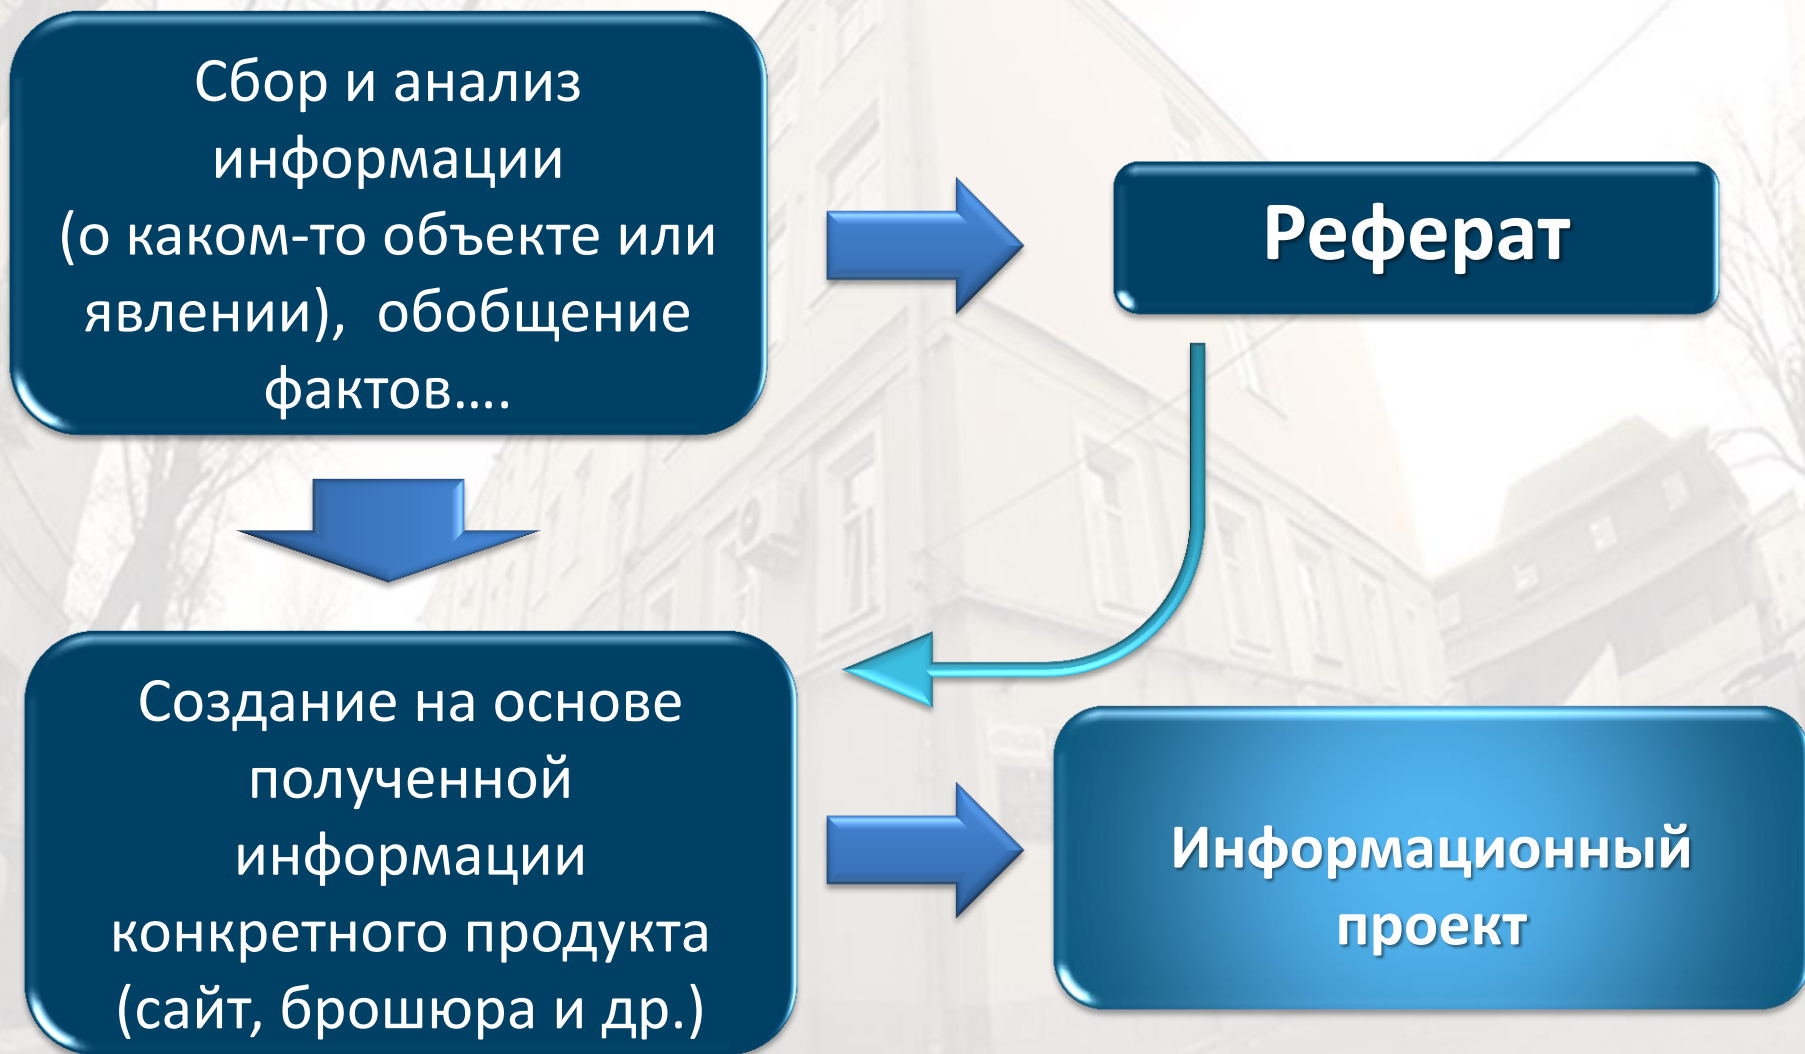 Сбор и анализ
информации
(о каком-то объекте или
явлении), обобщение
фактов....
Реферат
Создание на основе
полученной
информации
конкретного продукта
(сайт, брошюра и др.)
Информационный
проект